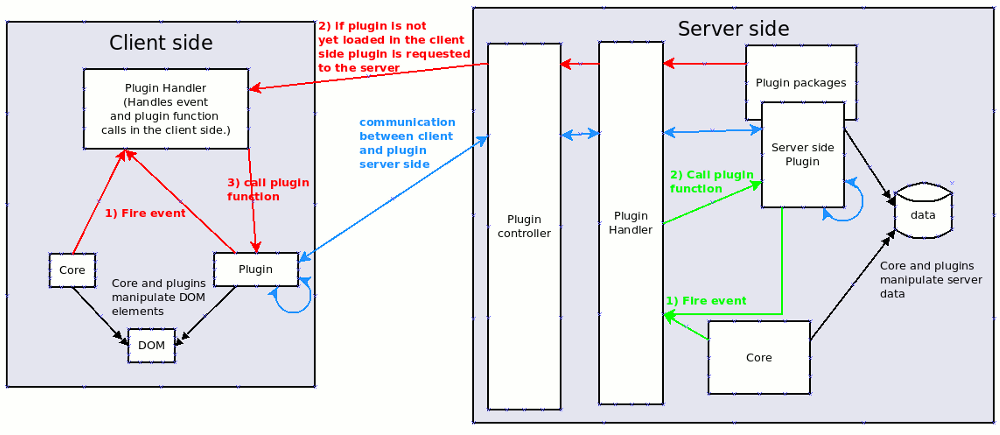 Client side
Plugin Handler
(Handles event
and plugin function
calls in the client side.)
1) Fire event
3) call plugin
function
Core
Plugin
Core and plugins
manipulate DOM
elements
DOM
2) if plugin is not
yet loaded in the client
side plugin is requested
to the server
communication
between client
and plugin
server side
Server side
Plugin
controller
Plugin
Handler
Plugin packages
Server side
Plugin
2) Call plugin
function
1) Fire event
Core
data
Core and plugins
manipulate server
data